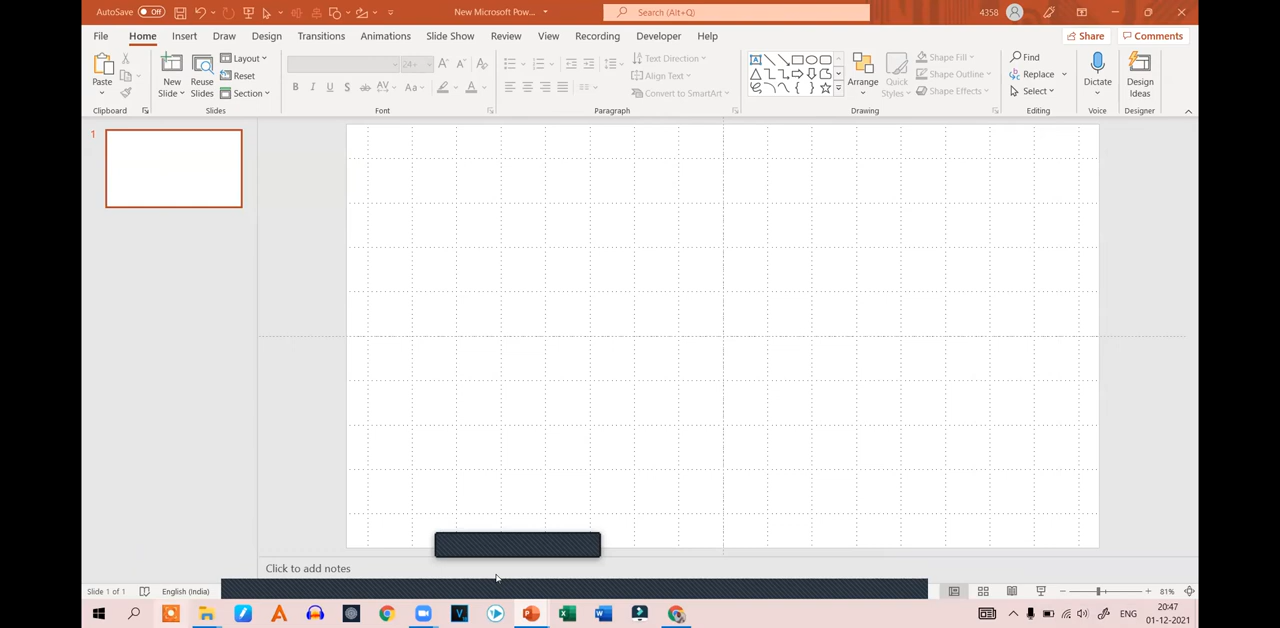 AutoSave Off New Microsoft Pow... Search (Alt+Q) 4358
File Home Insert Draw Design Transitions Animations Slide Show Review View Recording Developer Help Share Comments
Paste New Slide Reuse Slides Layout Reset Section
24+ A A A
B I U S ab AV Aa A
Text Direction Align Text Convert to SmartArt
Arrange Quick Styles Shape Fill Shape Outline Shape Effects
Find Replace Select Dictate Design Ideas
Clipboard Slides Font Paragraph Drawing Editing Voice Designer
1
Click to add notes
Slide 1 of 1 English (India) 81%
ENG 20:47
01-12-2021